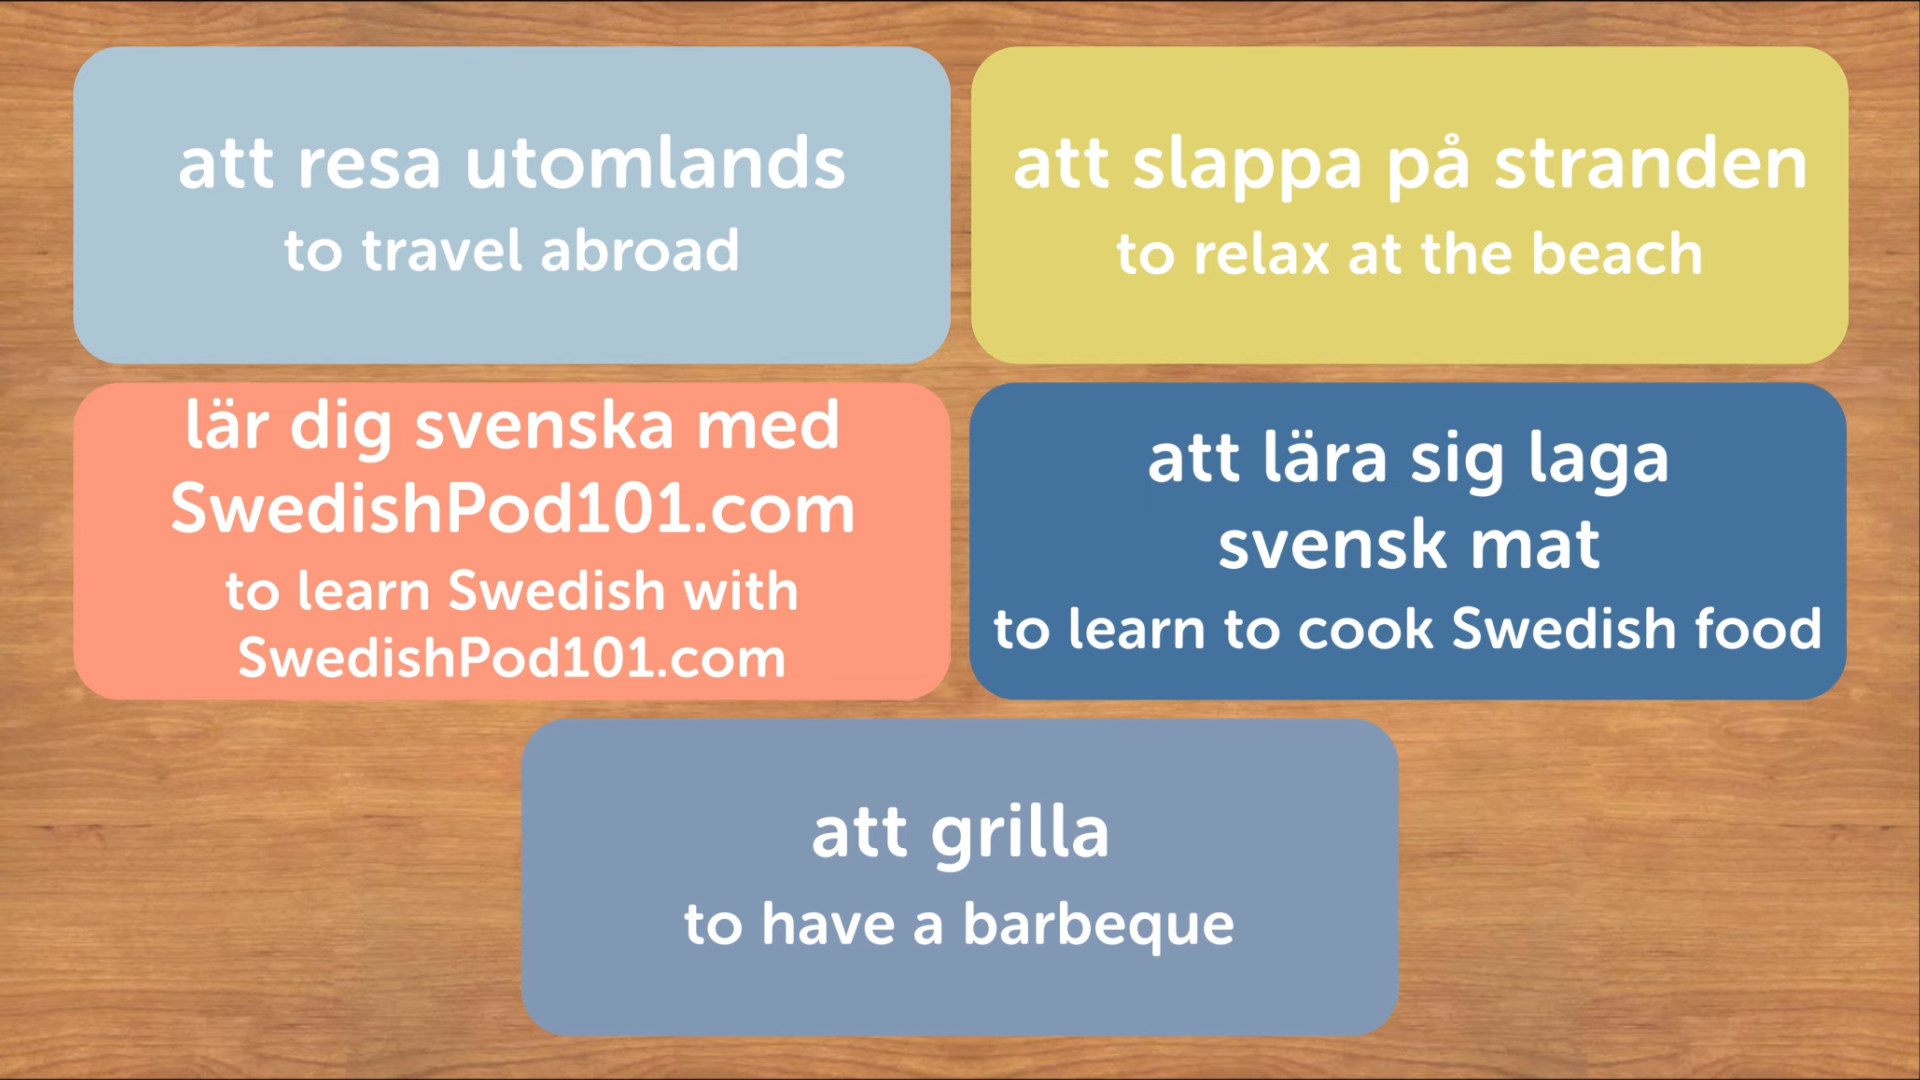 att resa utomlands
to travel abroad
att slappa på stranden
to relax at the beach
lär dig svenska med
SwedishPod101.com
to learn Swedish with
SwedishPod101.com
att lära sig laga
svensk mat
to learn to cook Swedish food
att grilla
to have a barbeque